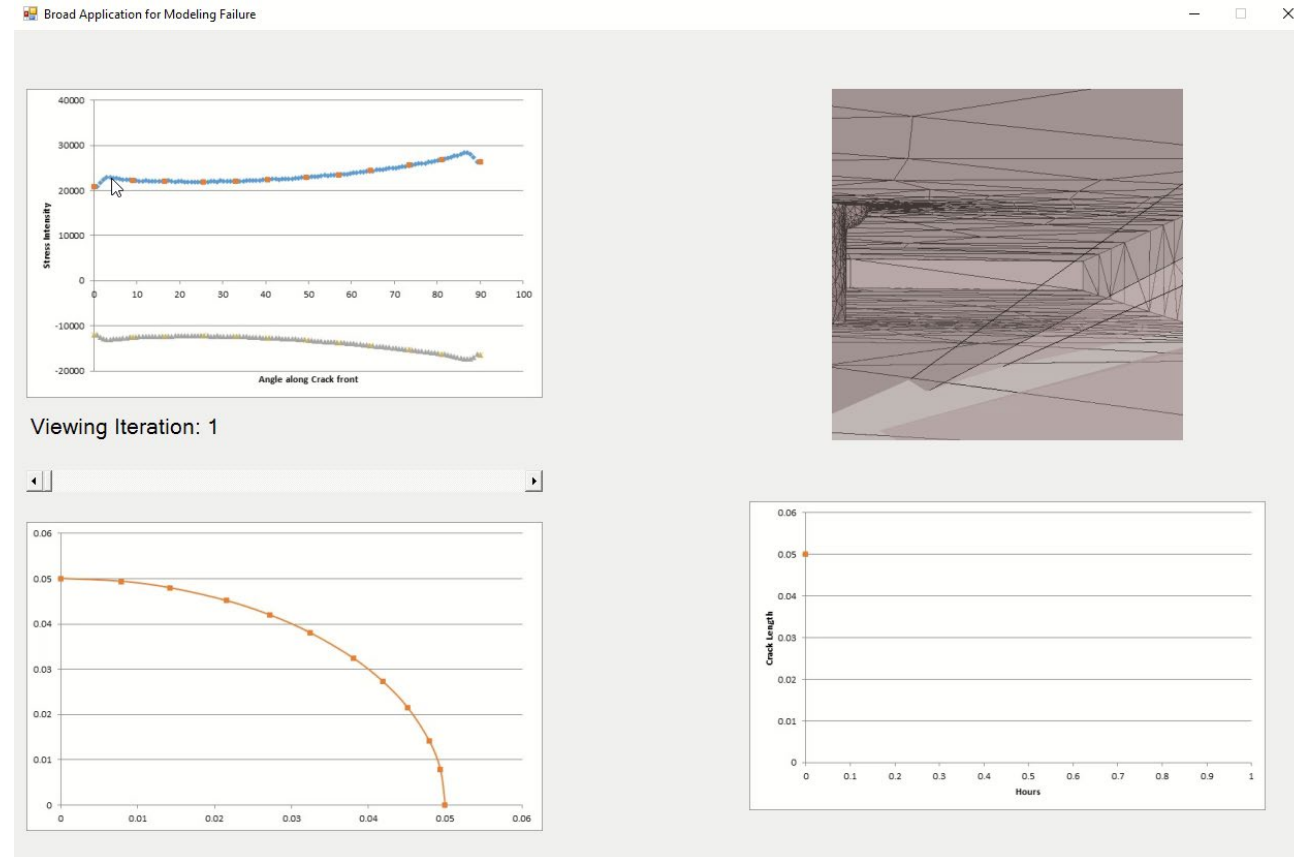 Broad Application for Modeling Failure
40000
30000
20000
10000
0
-10000
-20000
Stress Intensity
0 10 20 30 40 50 60 70 80 90 100
Angle along Crack front
Viewing Iteration: 1
0.06
0.05
0.04
0.03
0.02
0.01
0
0 0.01 0.02 0.03 0.04 0.05 0.06
0.06
0.05
0.04
0.03
0.02
0.01
0
Crack Length
0 0.1 0.2 0.3 0.4 0.5 0.6 0.7 0.8 0.9 1
Hours